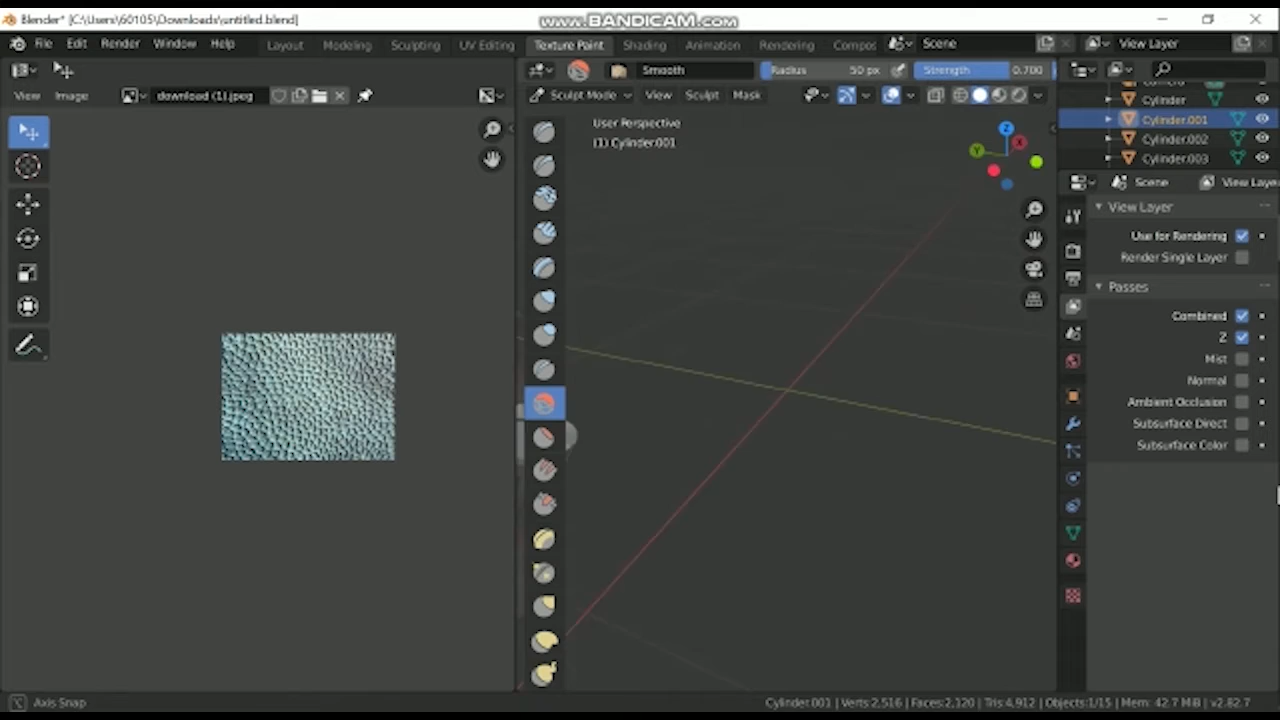 Blender* [C:\Users\60105\Downloads\untitled.blend]
www.BANDICAM.com
File Edit Render Window Help Layout Modeling Sculpting UV Editing Texture Paint Shading Animation Rendering Compos Scene View Layer
Smooth Radius 50 px Strength 0.700
View Image download (1).jpeg Sculpt Mode View Sculpt Mask
User Perspective
(1) Cylinder.001
Cylinder
Cylinder.001
Cylinder.002
Cylinder.003
Scene View Laye
View Layer
Use for Rendering
Render Single Layer
Passes
Combined
Z
Mist
Normal
Ambient Occlusion
Subsurface Direct
Subsurface Color
X
Y
Z
Axis Snap
Cylinder.001 | Verts:2,516 | Faces:2,120 | Tris:4,912 | Objects:1/15 | Mem: 42.7 MiB | v2.82.7